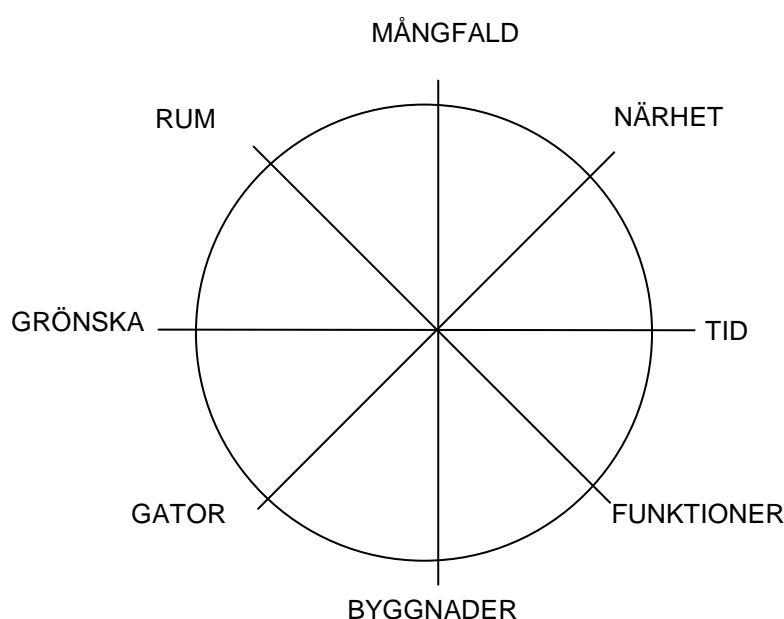 MÅNGFALD
RUM
NÄRHET
GRÖNSKA
TID
GATOR
FUNKTIONER
BYGGNADER